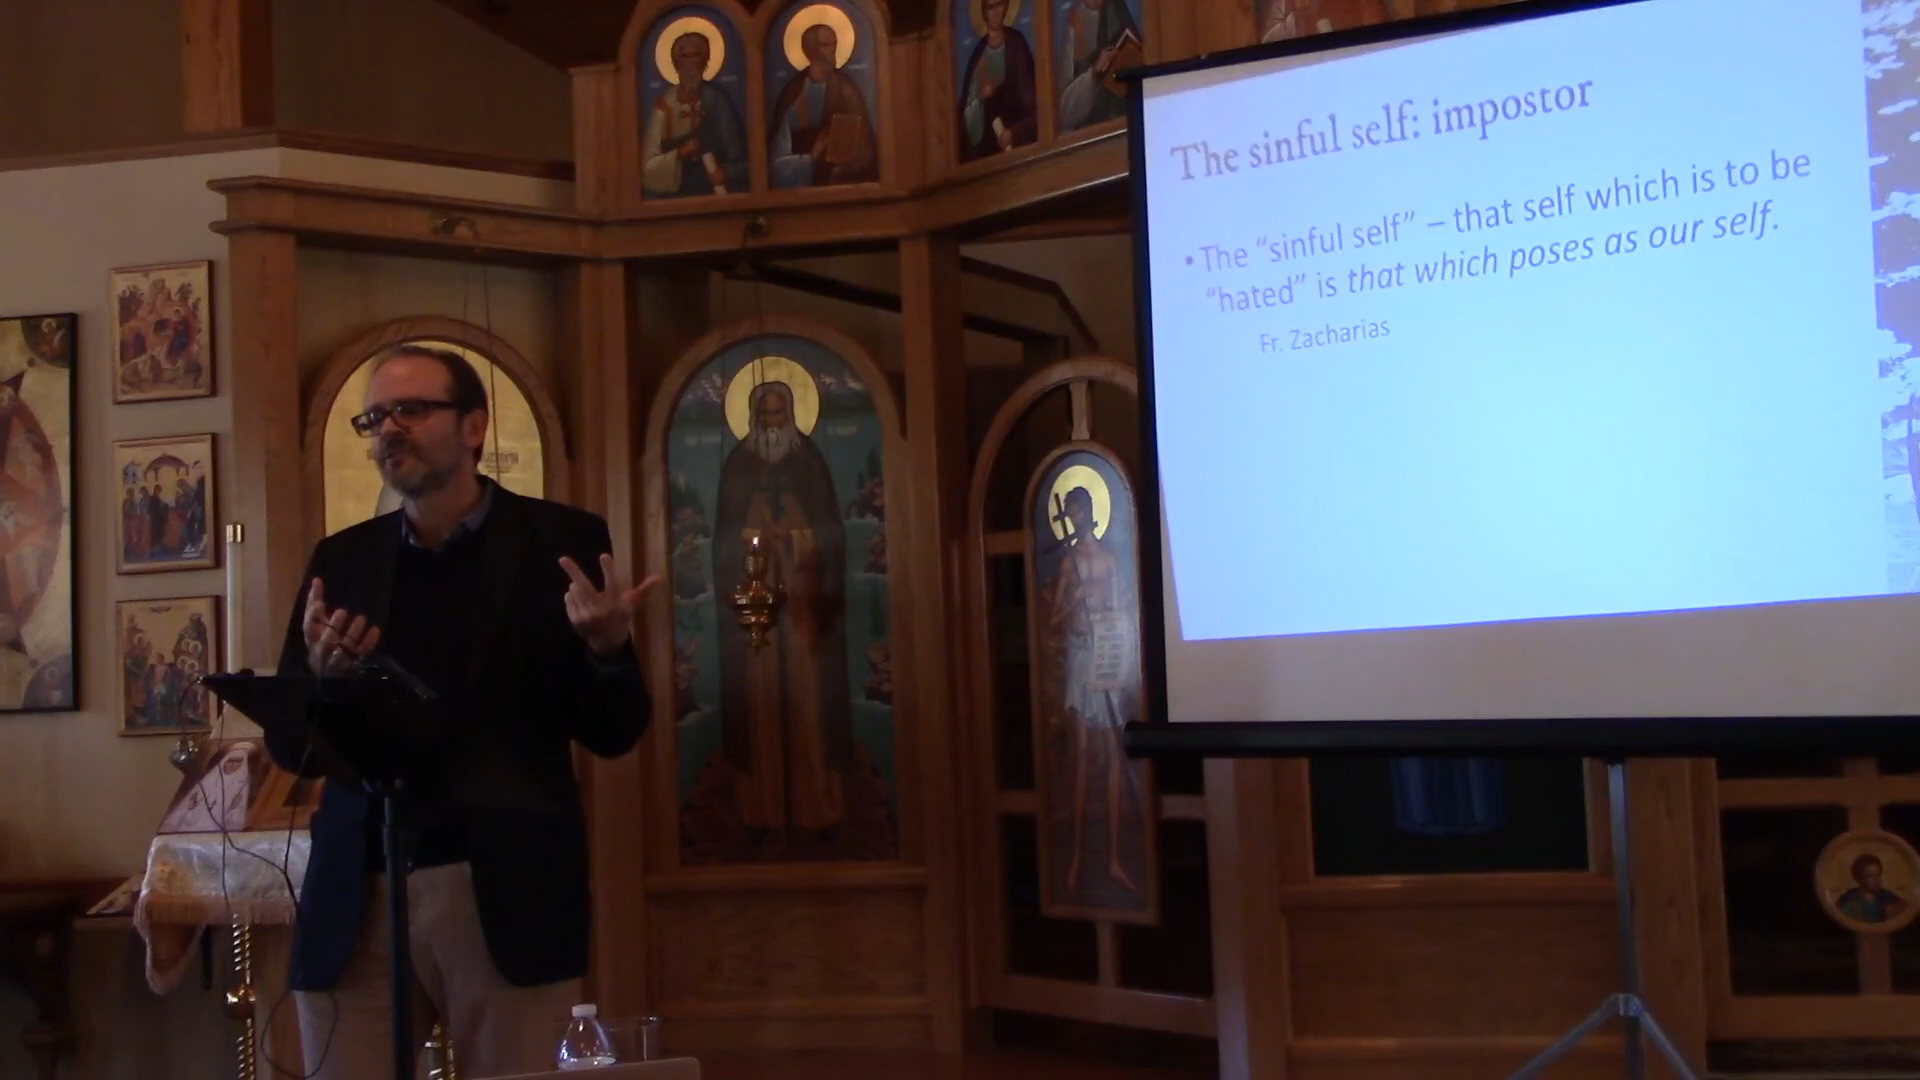 The sinful self: impostor
• The “sinful self” – that self which is to be
“hated” is that which poses as our self.
Fr. Zacharias